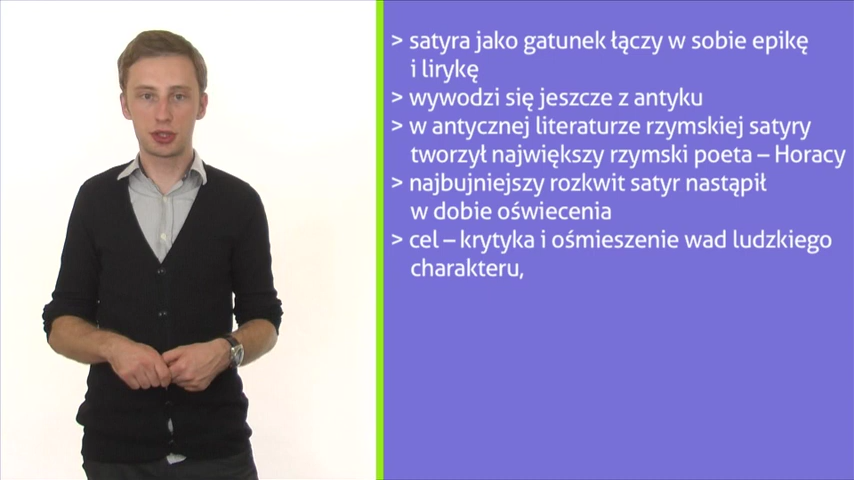 > satyra jako gatunek łączy w sobie epikę
i lirykę
> wywodzi się jeszcze z antyku
> w antycznej literaturze rzymskiej satyry
tworzył największy rzymski poeta – Horacy
> najbujniejszy rozkwit satyr nastąpił
w dobie oświecenia
> cel – krytyka i ośmieszenie wad ludzkiego
charakteru,